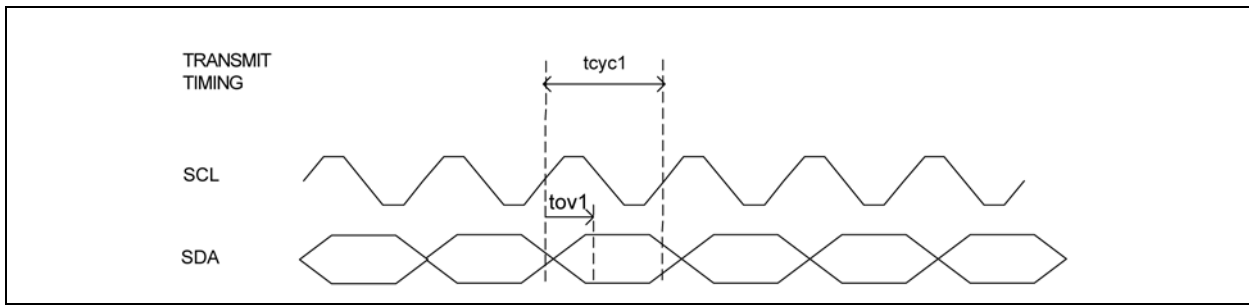 TRANSMIT
TIMING
tcyc1
SCL
tov1
SDA